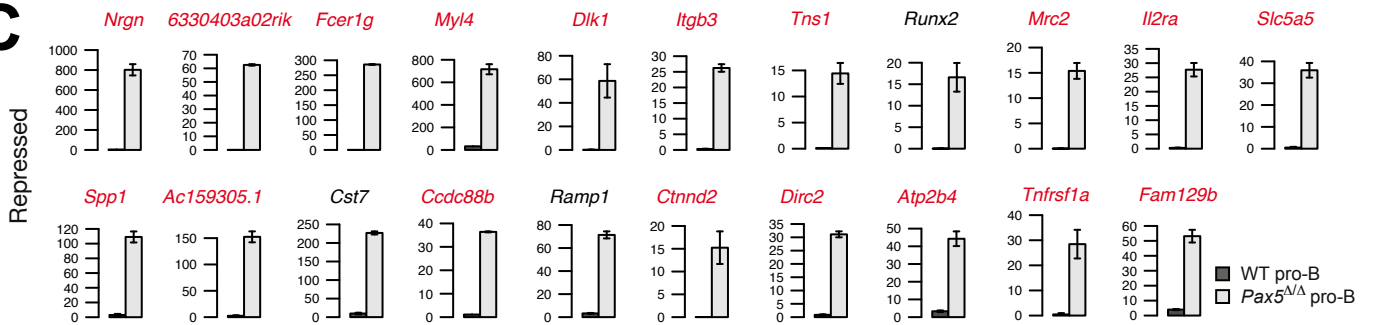 C
Nrgn 6330403a02rik Fcer1g Myl4 Dlk1 Itgb3 Tns1 Runx2 Mrc2 Il2ra Slc5a5
1000 800 600 400 200 0
70 60 50 40 30 20 10 0
300 250 200 150 100 50 0
800 600 400 200 0
80 60 40 20 0
30 25 20 15 10 5 0
15 10 5 0
20 15 10 5 0
20 15 10 5 0
35 30 25 20 15 10 5 0
40 30 20 10 0
Repressed
Spp1 Ac159305.1 Cst7 Ccdc88b Ramp1 Ctnnd2 Dirc2 Atp2b4 Tnfrsf1a Fam129b
120 100 80 60 40 20 0
150 100 50 0
250 200 150 100 50 0
40 30 20 10 0
80 60 40 20 0
20 15 10 5 0
35 30 25 20 15 10 5 0
50 40 30 20 10 0
40 30 20 10 0
60 50 40 30 20 10 0
WT pro-B
Pax5Δ/Δ pro-B